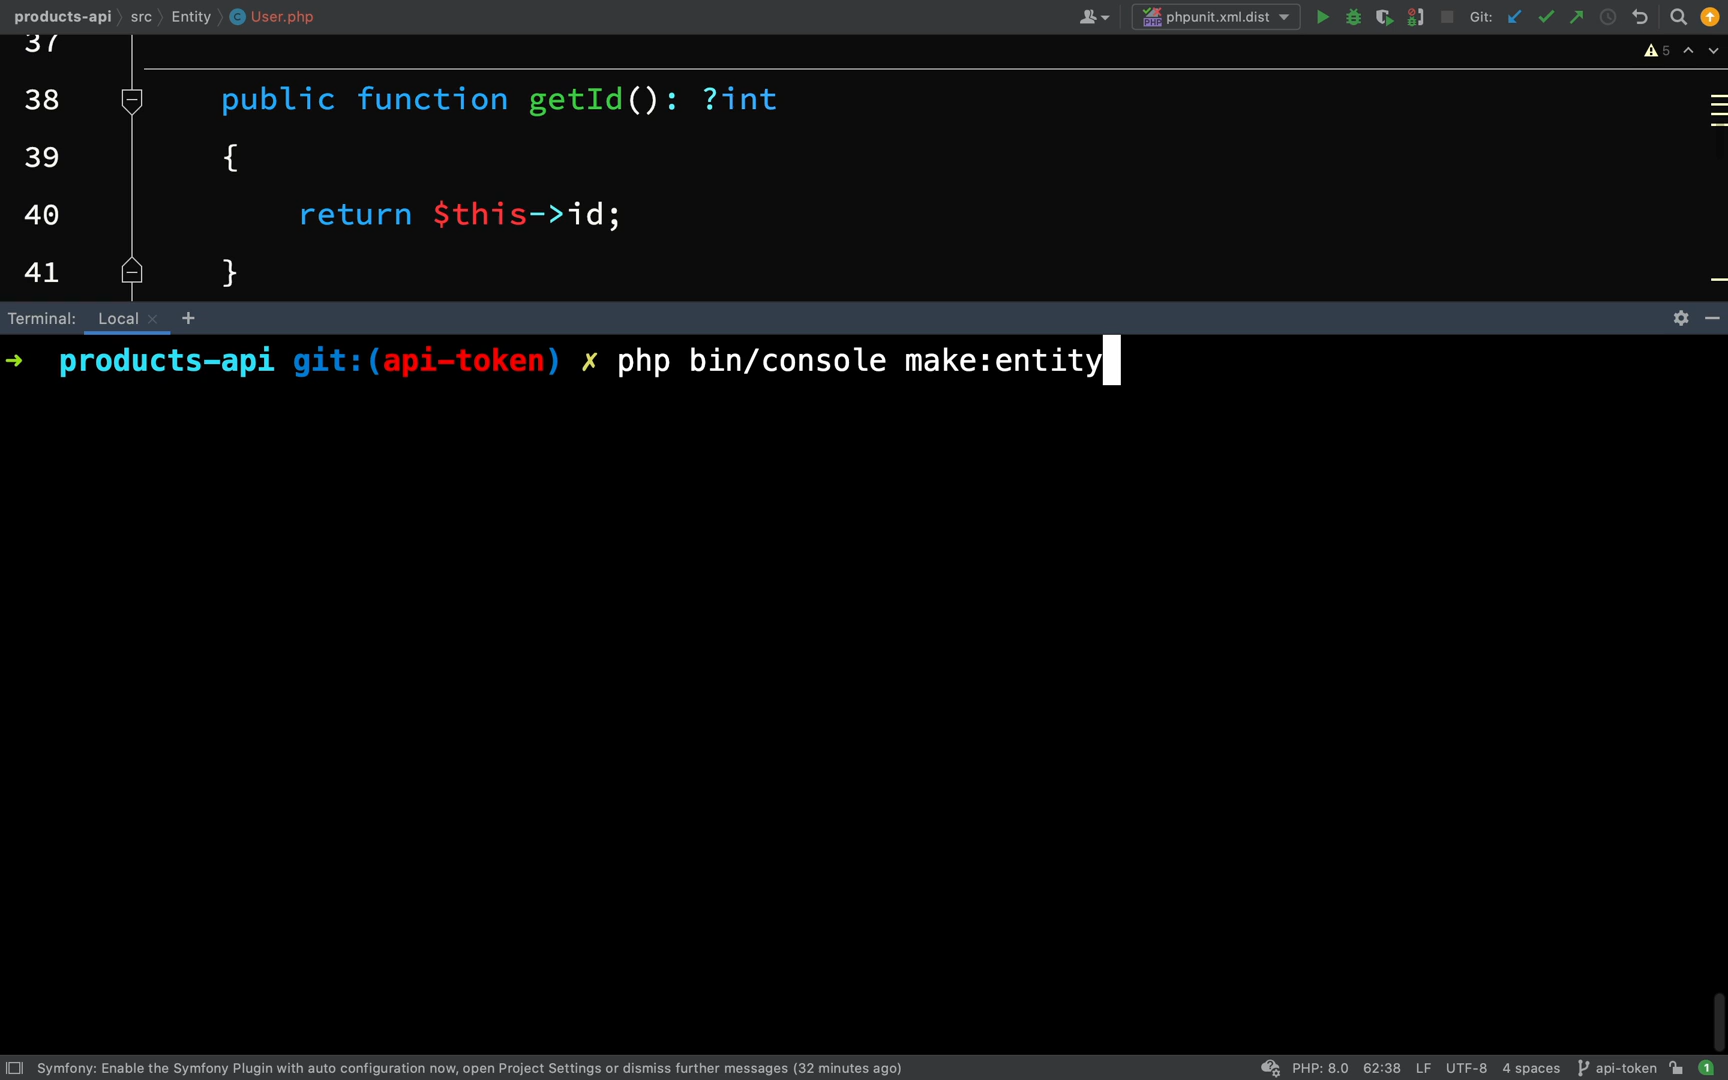 products-api src Entity User.php phpunit.xml.dist Git:
37
5
38 public function getId(): ?int
39 {
40 return $this->id;
41 }
Terminal: Local
products-api git:(api-token) ✗ php bin/console make:entity
Symfony: Enable the Symfony Plugin with auto configuration now, open Project Settings or dismiss further messages (32 minutes ago) PHP: 8.0 62:38 LF UTF-8 4 spaces api-token 1